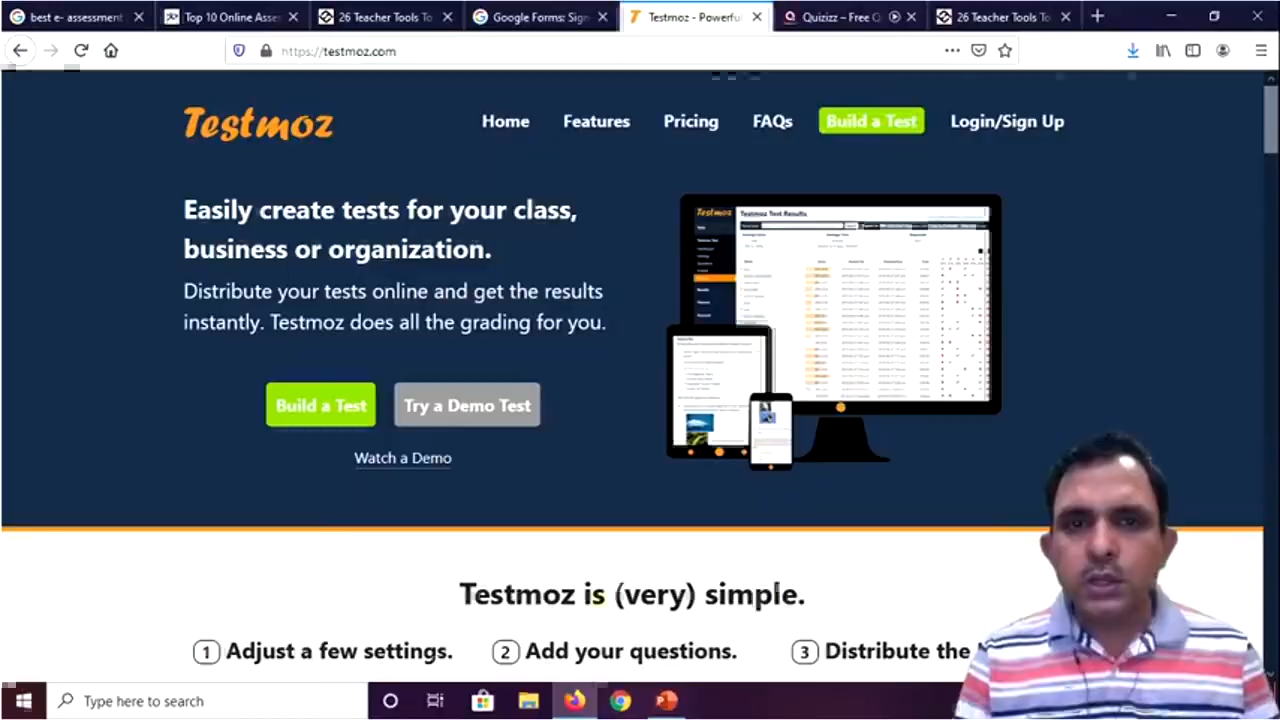 best e- assessment
Top 10 Online Asse
26 Teacher Tools To
Google Forms: Sign
Testmoz - Powerfu
Quizizz – Free Q
26 Teacher Tools To
https://testmoz.com
Testmoz
Home
Features
Pricing
FAQs
Build a Test
Login/Sign Up
Easily create tests for your class,
business or organization.
Distribute your tests online and get the results
instantly. Testmoz does all the grading for you.
Build a Test
Try a Demo Test
Watch a Demo
Testmoz
Testmoz Test Results
Testmoz is (very) simple.
1 Adjust a few settings.
2 Add your questions.
3 Distribute the
Type here to search